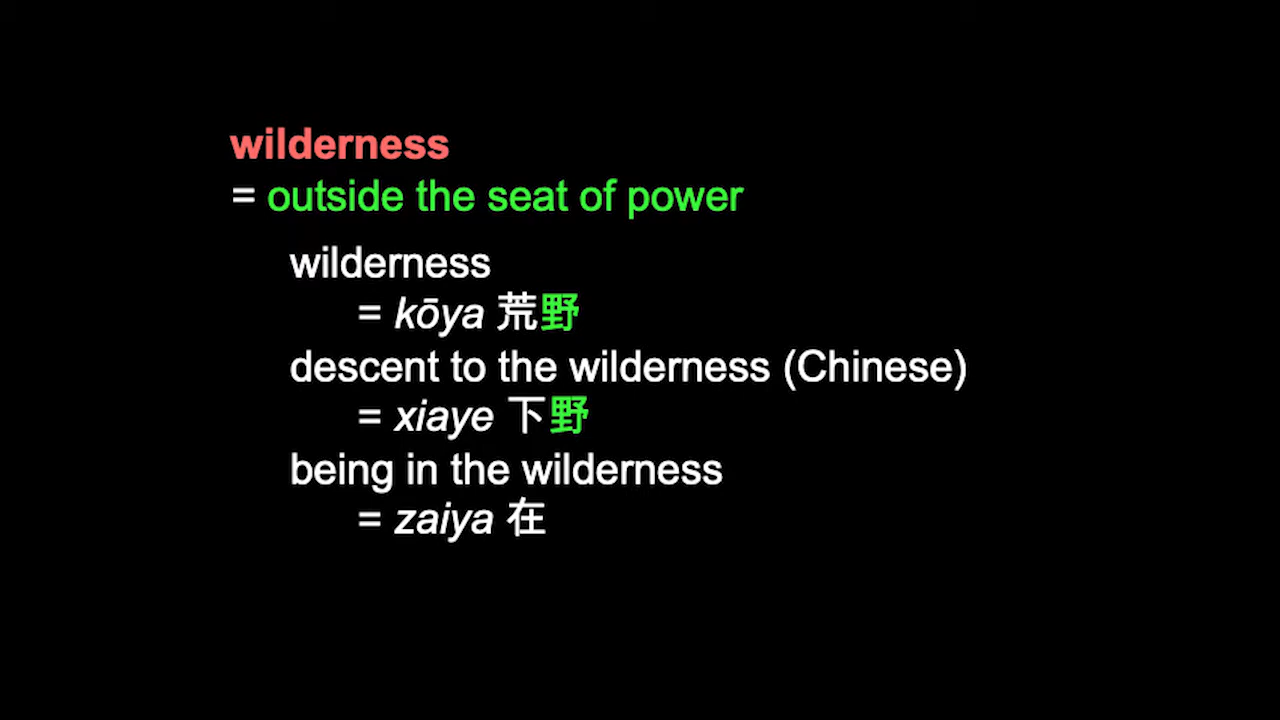 wilderness
= outside the seat of power
wilderness
= kōya 荒野
descent to the wilderness (Chinese)
= xiaye 下野
being in the wilderness
= zaiya 在